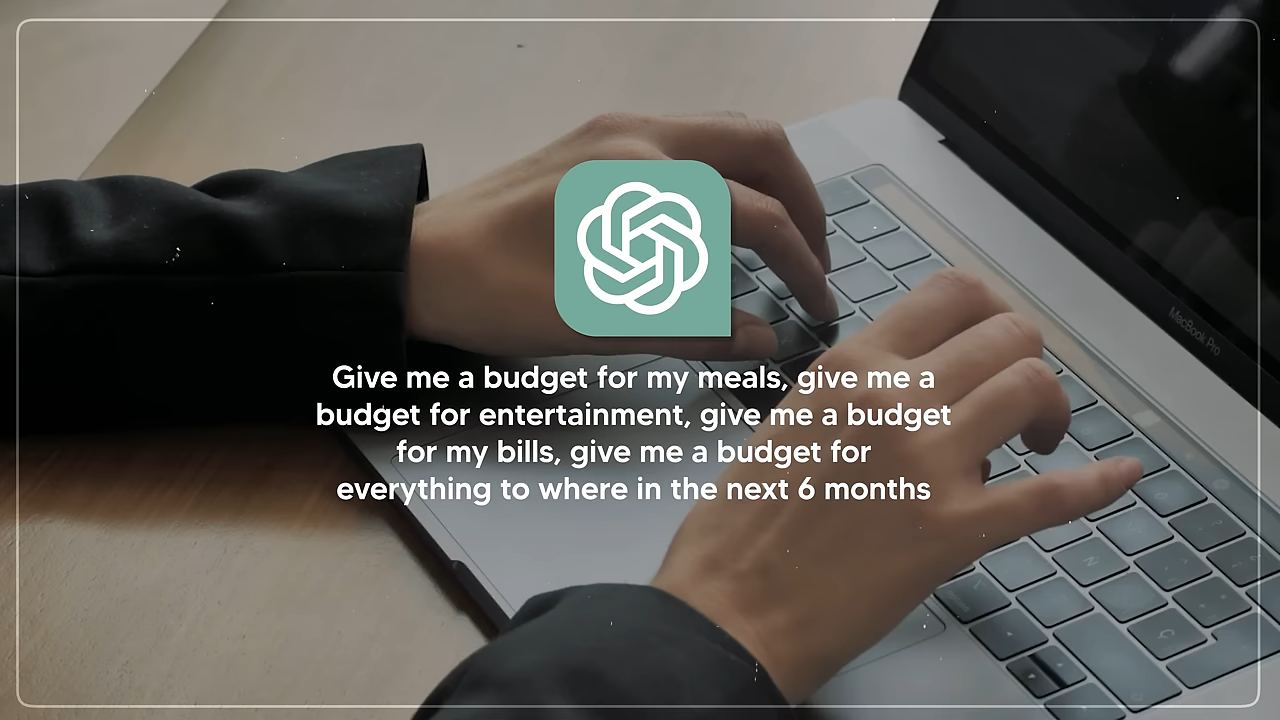 MacBook Pro
Give me a budget for my meals, give me a
budget for entertainment, give me a budget
for my bills, give me a budget for
everything to where in the next 6 months